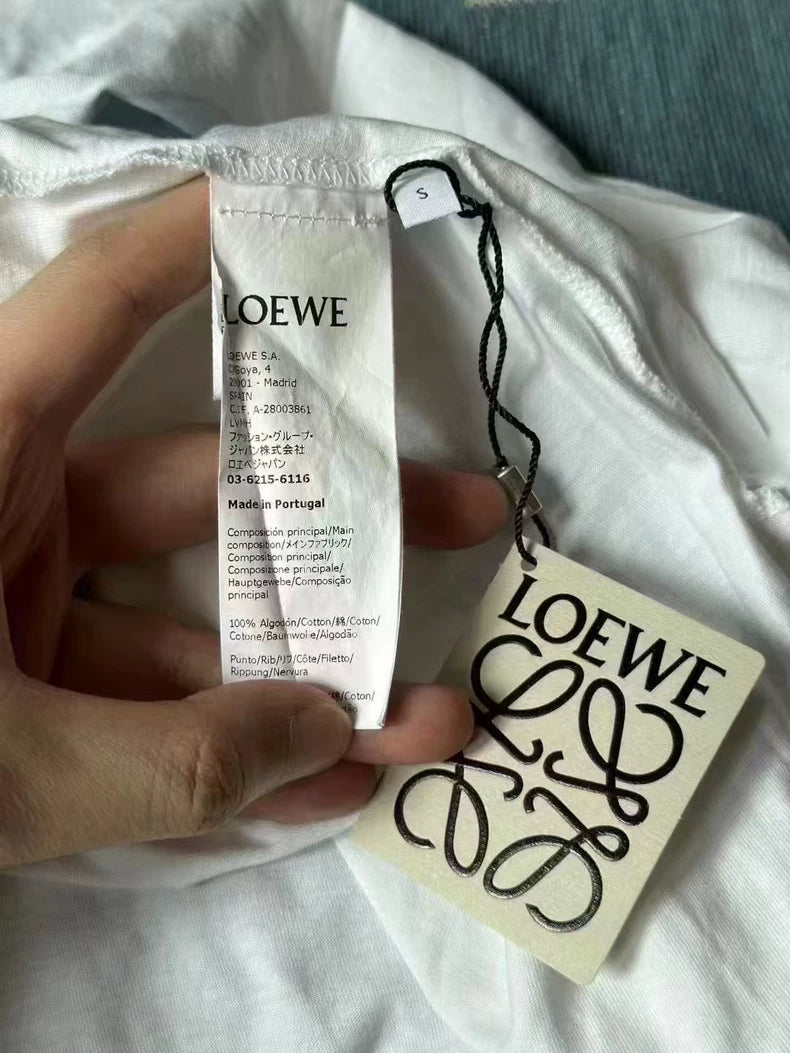 S
LOEWE
LOEWE S.A.
C/Goya, 4
28001 - Madrid
SPAIN
C.I.F. A-28003861
LVMH
ファッション・グループ・
ジャパン株式会社
ロエベジャパン
03-6215-6116
Made in Portugal
Composición principal/Main
composition/メインファブリック/
Composition principal/
Composizione principale/
Hauptgewebe/Composição
principal
100% Algodón/Cotton/綿/Coton/
Cotone/Baumwolle/Algodão
Punto/Rib/リブ/Côte/Filetto/
Rippung/Nervura
/綿/Coton/
LOEWE